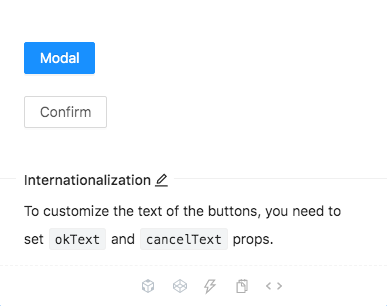 Modal
Confirm
Internationalization
To customize the text of the buttons, you need to
set okText and cancelText props.